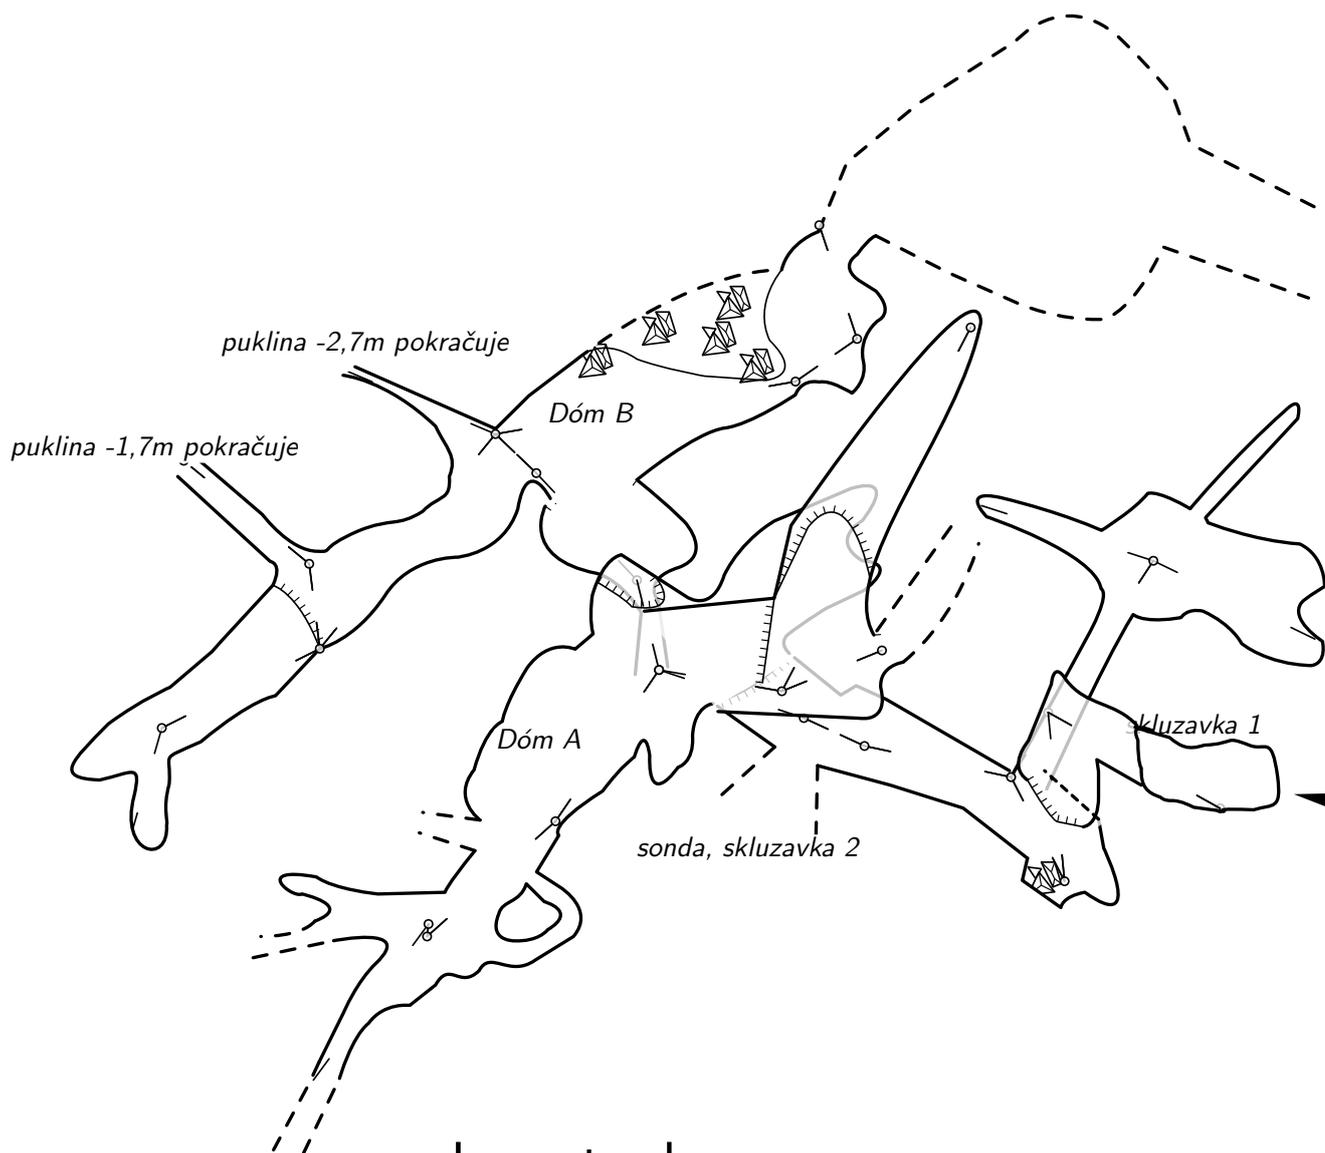 puklina -2,7m pokračuje
Dóm B
puklina -1,7m pokračuje
skluzavka 1
Dóm A
sonda, skluzavka 2